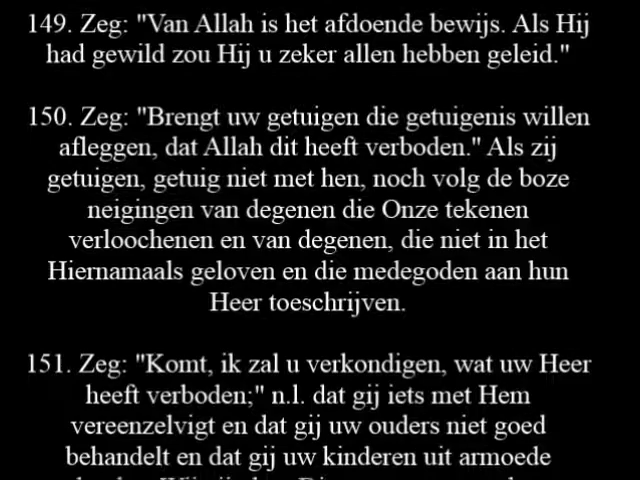 149. Zeg: "Van Allah is het afdoende bewijs. Als Hij
had gewild zou Hij u zeker allen hebben geleid."
150. Zeg: "Brengt uw getuigen die getuigenis willen
afleggen, dat Allah dit heeft verboden." Als zij
getuigen, getuig niet met hen, noch volg de boze
neigingen van degenen die Onze tekenen
verloochenen en van degenen, die niet in het
Hiernamaals geloven en die medegoden aan hun
Heer toeschrijven.
151. Zeg: "Komt, ik zal u verkondigen, wat uw Heer
heeft verboden;" n.l. dat gij iets met Hem
vereenzelvigt en dat gij uw ouders niet goed
behandelt en dat gij uw kinderen uit armoede